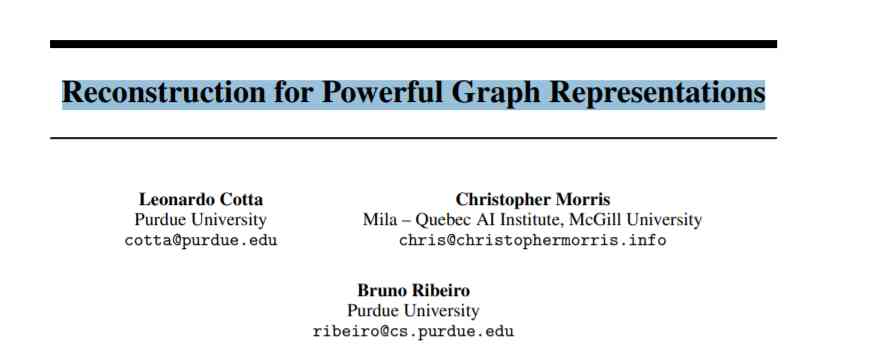 Reconstruction for Powerful Graph Representations
Leonardo Cotta
Purdue University
cotta@purdue.edu
Christopher Morris
Mila – Quebec AI Institute, McGill University
chris@christophermorris.info
Bruno Ribeiro
Purdue University
ribeiro@cs.purdue.edu